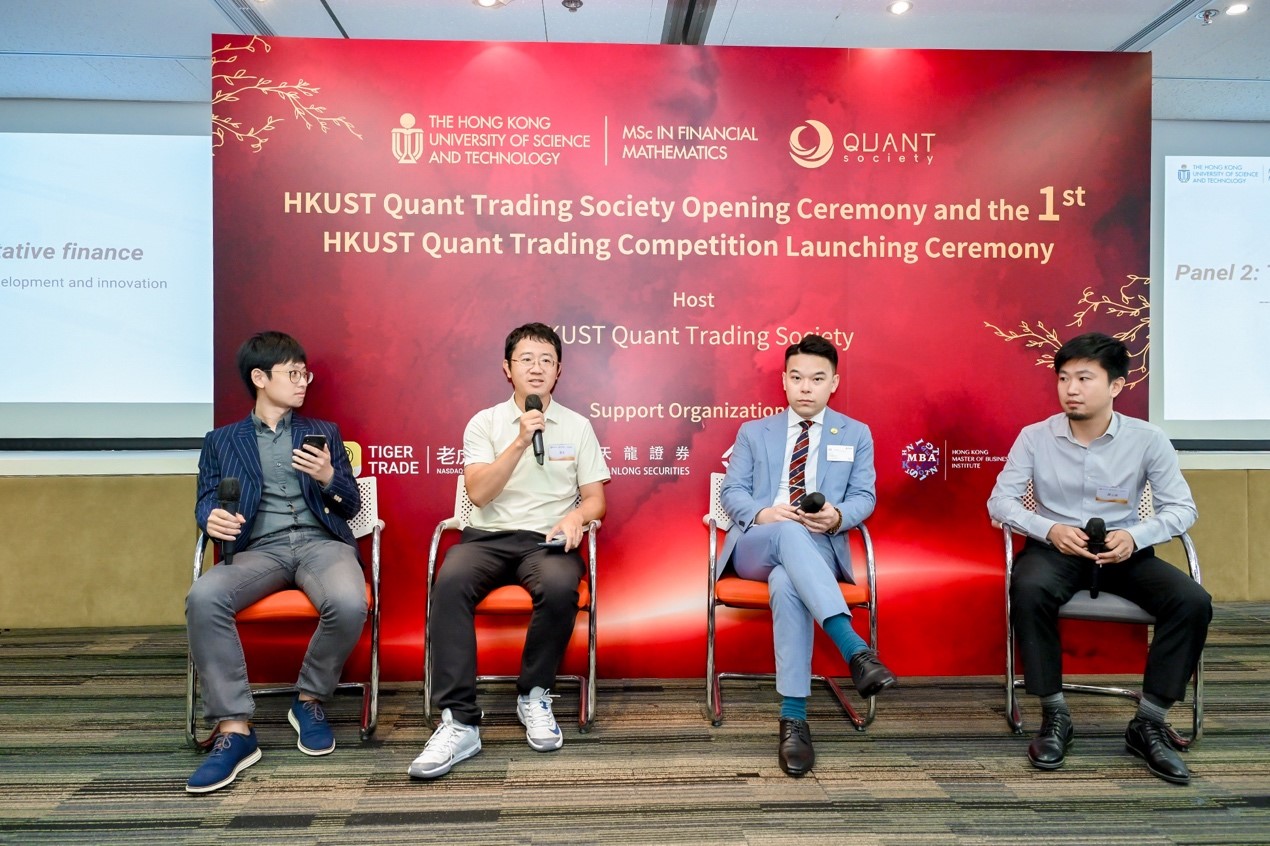 THE HONG KONG
UNIVERSITY OF SCIENCE
AND TECHNOLOGY
MSc IN FINANCIAL
MATHEMATICS
QUANT
society
HKUST Quant Trading Society Opening Ceremony and the 1st
HKUST Quant Trading Competition Launching Ceremony
Host
KUST Quant Trading Society
Support Organization
TIGER
TRADE
老虎
NASDAQ
天龍證券
ANLONG SECURITIES
MBA
HONG KONG
MASTER OF BUSINE
INSTITUTE
tative finance
elopment and innovation
THE HONG KONG
UNIVERSITY OF SCIENCE
AND TECHNOLOGY
Panel 2: